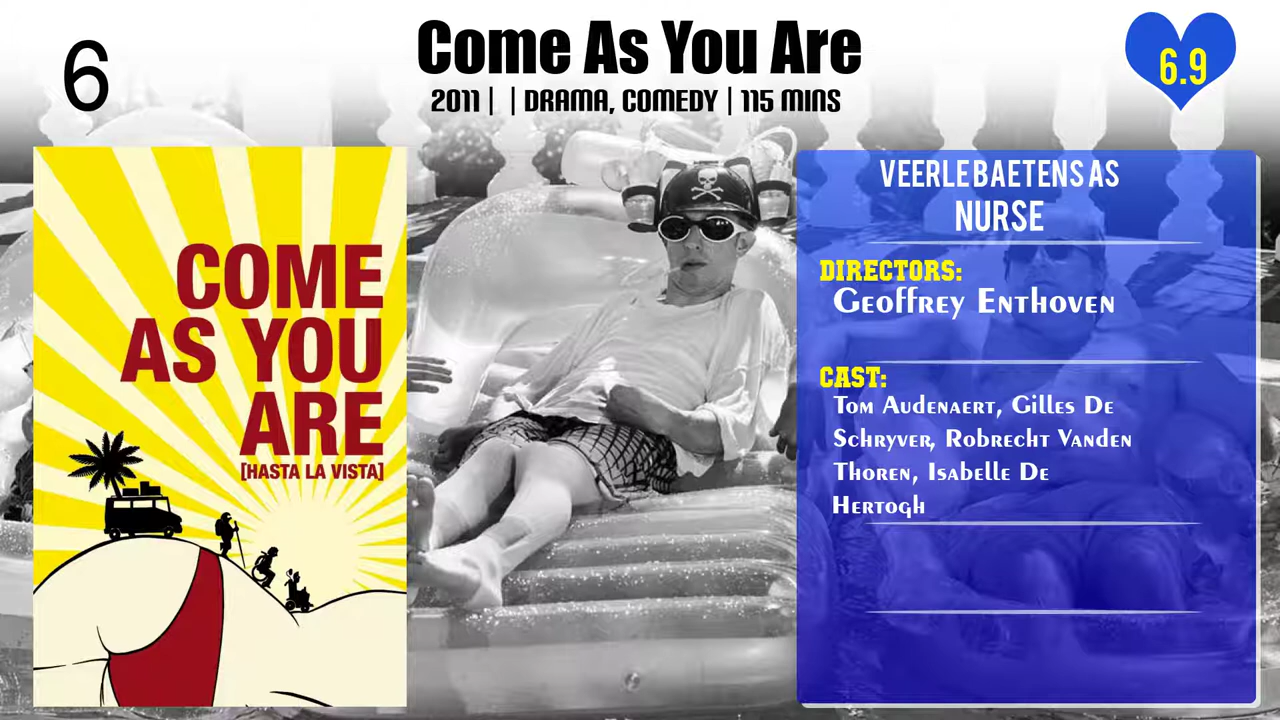 6
Come As You Are
2011 | | DRAMA, COMEDY | 115 MINS
6.9
COME
AS YOU
ARE
[HASTA LA VISTA]
VEERLE BAETENS AS
NURSE
DIRECTORS:
Geoffrey Enthoven
CAST:
Tom Audenaert, Gilles De
Schryver, Robrecht Vanden
Thoren, Isabelle De
Hertogh